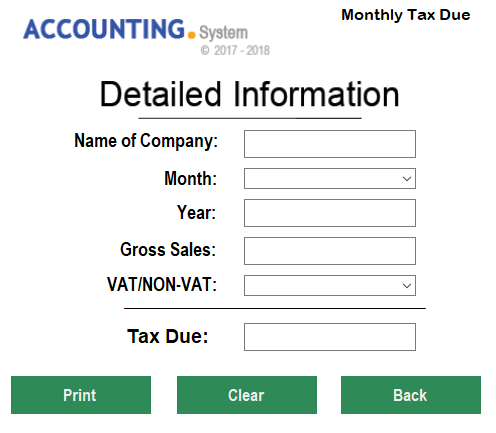 Monthly Tax Due
ACCOUNTING. System
© 2017 - 2018
Detailed Information
Name of Company:
Month:
Year:
Gross Sales:
VAT/NON-VAT:
Tax Due:
Print Clear Back